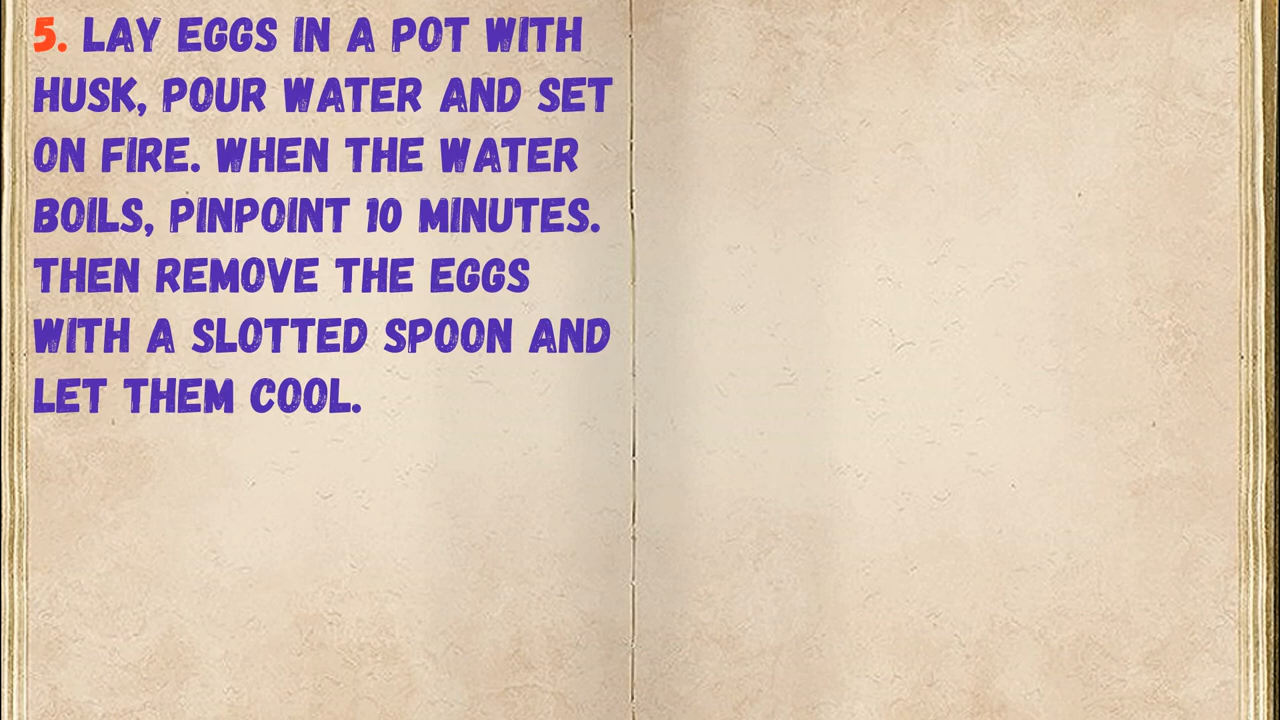 5. LAY EGGS IN A POT WITH
HUSK, POUR WATER AND SET
ON FIRE. WHEN THE WATER
BOILS, PINPOINT 10 MINUTES.
THEN REMOVE THE EGGS
WITH A SLOTTED SPOON AND
LET THEM COOL.